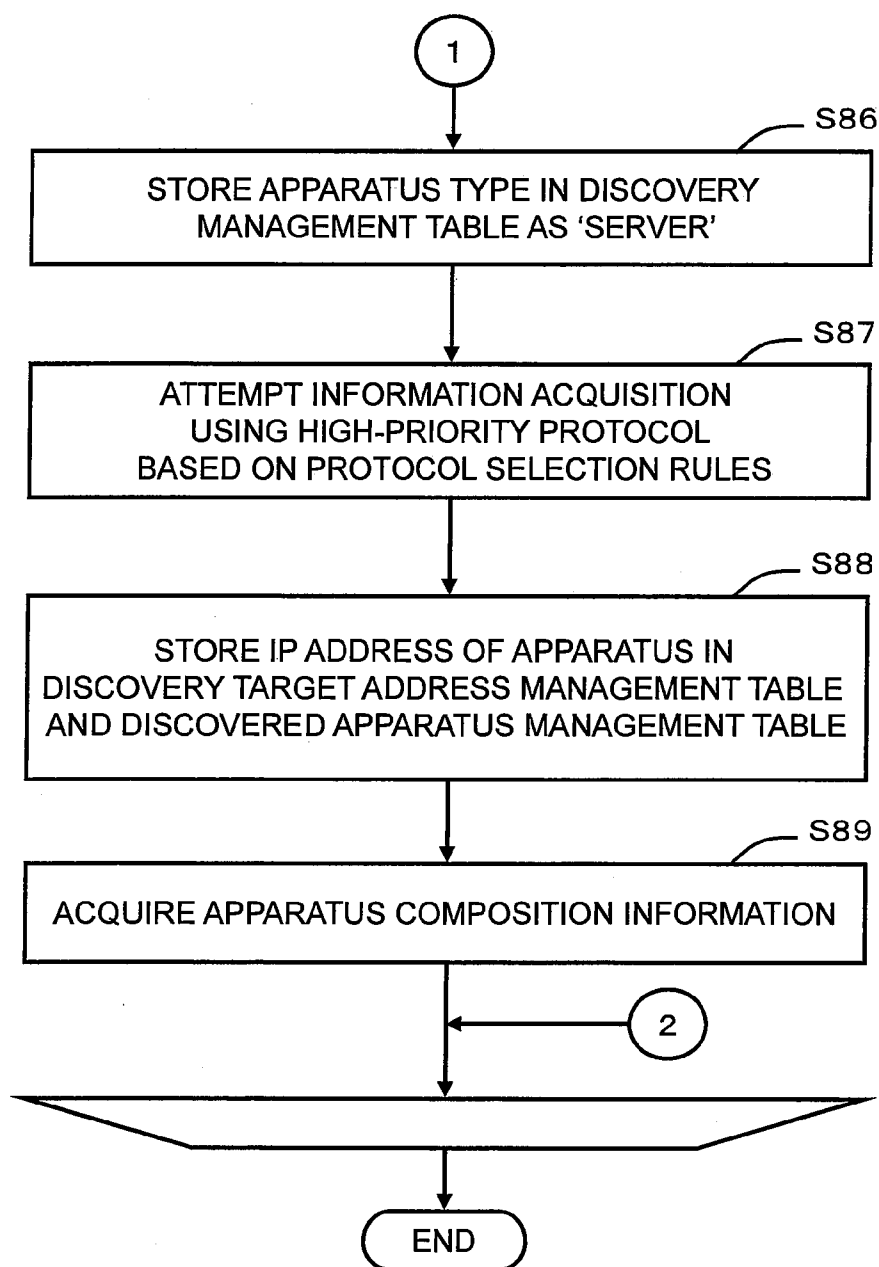 1
S86
STORE APPARATUS TYPE IN DISCOVERY
MANAGEMENT TABLE AS ‘SERVER’
S87
ATTEMPT INFORMATION ACQUISITION
USING HIGH-PRIORITY PROTOCOL
BASED ON PROTOCOL SELECTION RULES
S88
STORE IP ADDRESS OF APPARATUS IN
DISCOVERY TARGET ADDRESS MANAGEMENT TABLE
AND DISCOVERED APPARATUS MANAGEMENT TABLE
S89
ACQUIRE APPARATUS COMPOSITION INFORMATION
2
END